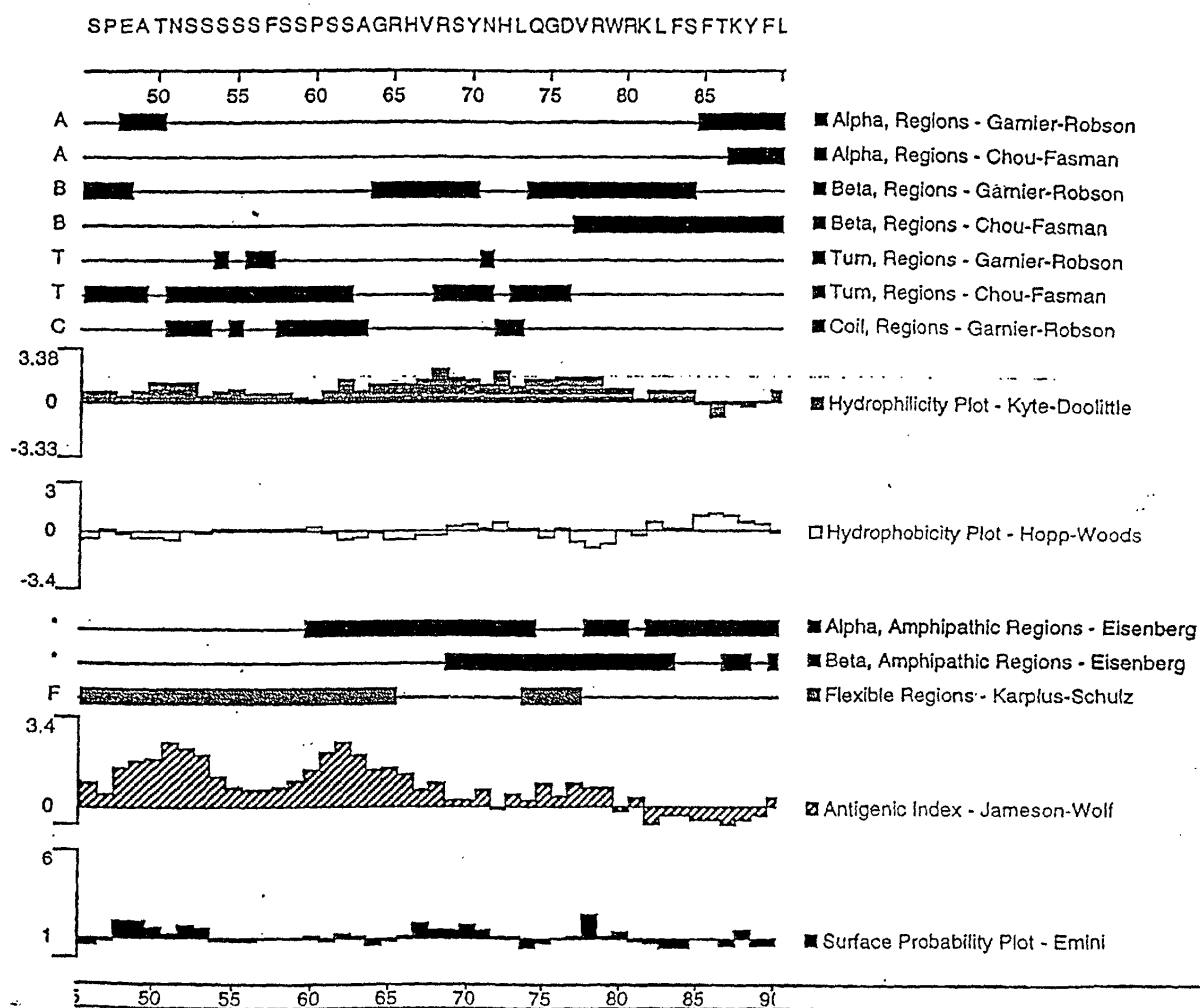 SPEATNSSSSSFSSPSSAGRHVRSYNHLQGDVRWRKLFSFTKYFL
50 55 60 65 70 75 80 85
A Alpha, Regions - Garnier-Robson
A Alpha, Regions - Chou-Fasman
B Beta, Regions - Garnier-Robson
B Beta, Regions - Chou-Fasman
T Turn, Regions - Garnier-Robson
T Turn, Regions - Chou-Fasman
C Coil, Regions - Garnier-Robson
3.38
0 Hydrophilicity Plot - Kyte-Doolittle
-3.33
3
0 Hydrophobicity Plot - Hopp-Woods
-3.4
* Alpha, Amphipathic Regions - Eisenberg
* Beta, Amphipathic Regions - Eisenberg
F Flexible Regions - Karplus-Schulz
3.4
0 Antigenic Index - Jameson-Wolf
6
1 Surface Probability Plot - Emini
5 50 55 60 65 70 75 80 85 90